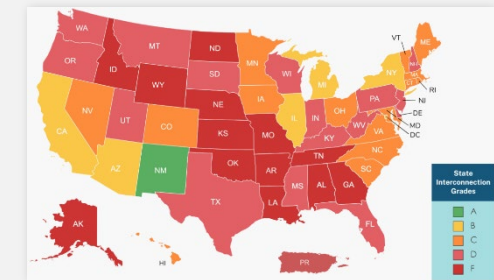 WA
MT
ND
MN
VT
ME
OR
ID
SD
WI
MI
NY
WY
NE
IA
PA
RI
NJ
NV
UT
CO
IL
IN
OH
WV
DE
MD
DC
CA
KS
MO
KY
VA
AZ
NM
OK
AR
TN
NC
SC
TX
LA
MS
AL
GA
FL
AK
HI
PR
State
Interconnection
Grades
A
B
C
D
F